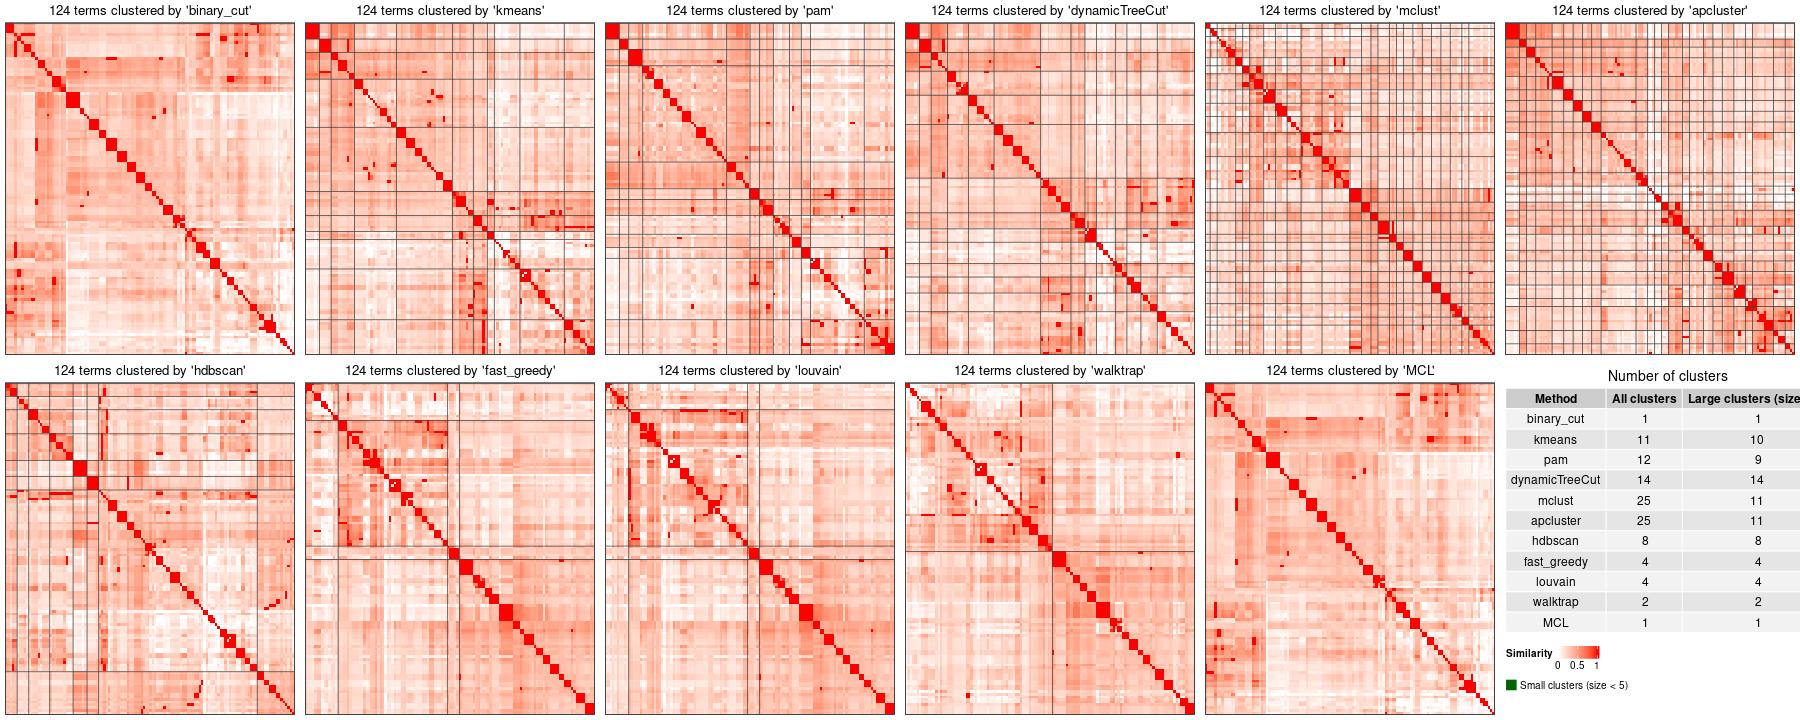 124 terms clustered by 'binary_cut'
124 terms clustered by 'kmeans'
124 terms clustered by 'pam'
124 terms clustered by 'dynamicTreeCut'
124 terms clustered by 'mclust'
124 terms clustered by 'apcluster'
124 terms clustered by 'hdbscan'
124 terms clustered by 'fast_greedy'
124 terms clustered by 'louvain'
124 terms clustered by 'walktrap'
124 terms clustered by 'MCL'
Number of clusters
Method All clusters Large clusters (size
binary_cut 1 1
kmeans 11 10
pam 12 9
dynamicTreeCut 14 14
mclust 25 11
apcluster 25 11
hdbscan 8 8
fast_greedy 4 4
louvain 4 4
walktrap 2 2
MCL 1 1
Similarity
0 0.5 1
Small clusters (size < 5)